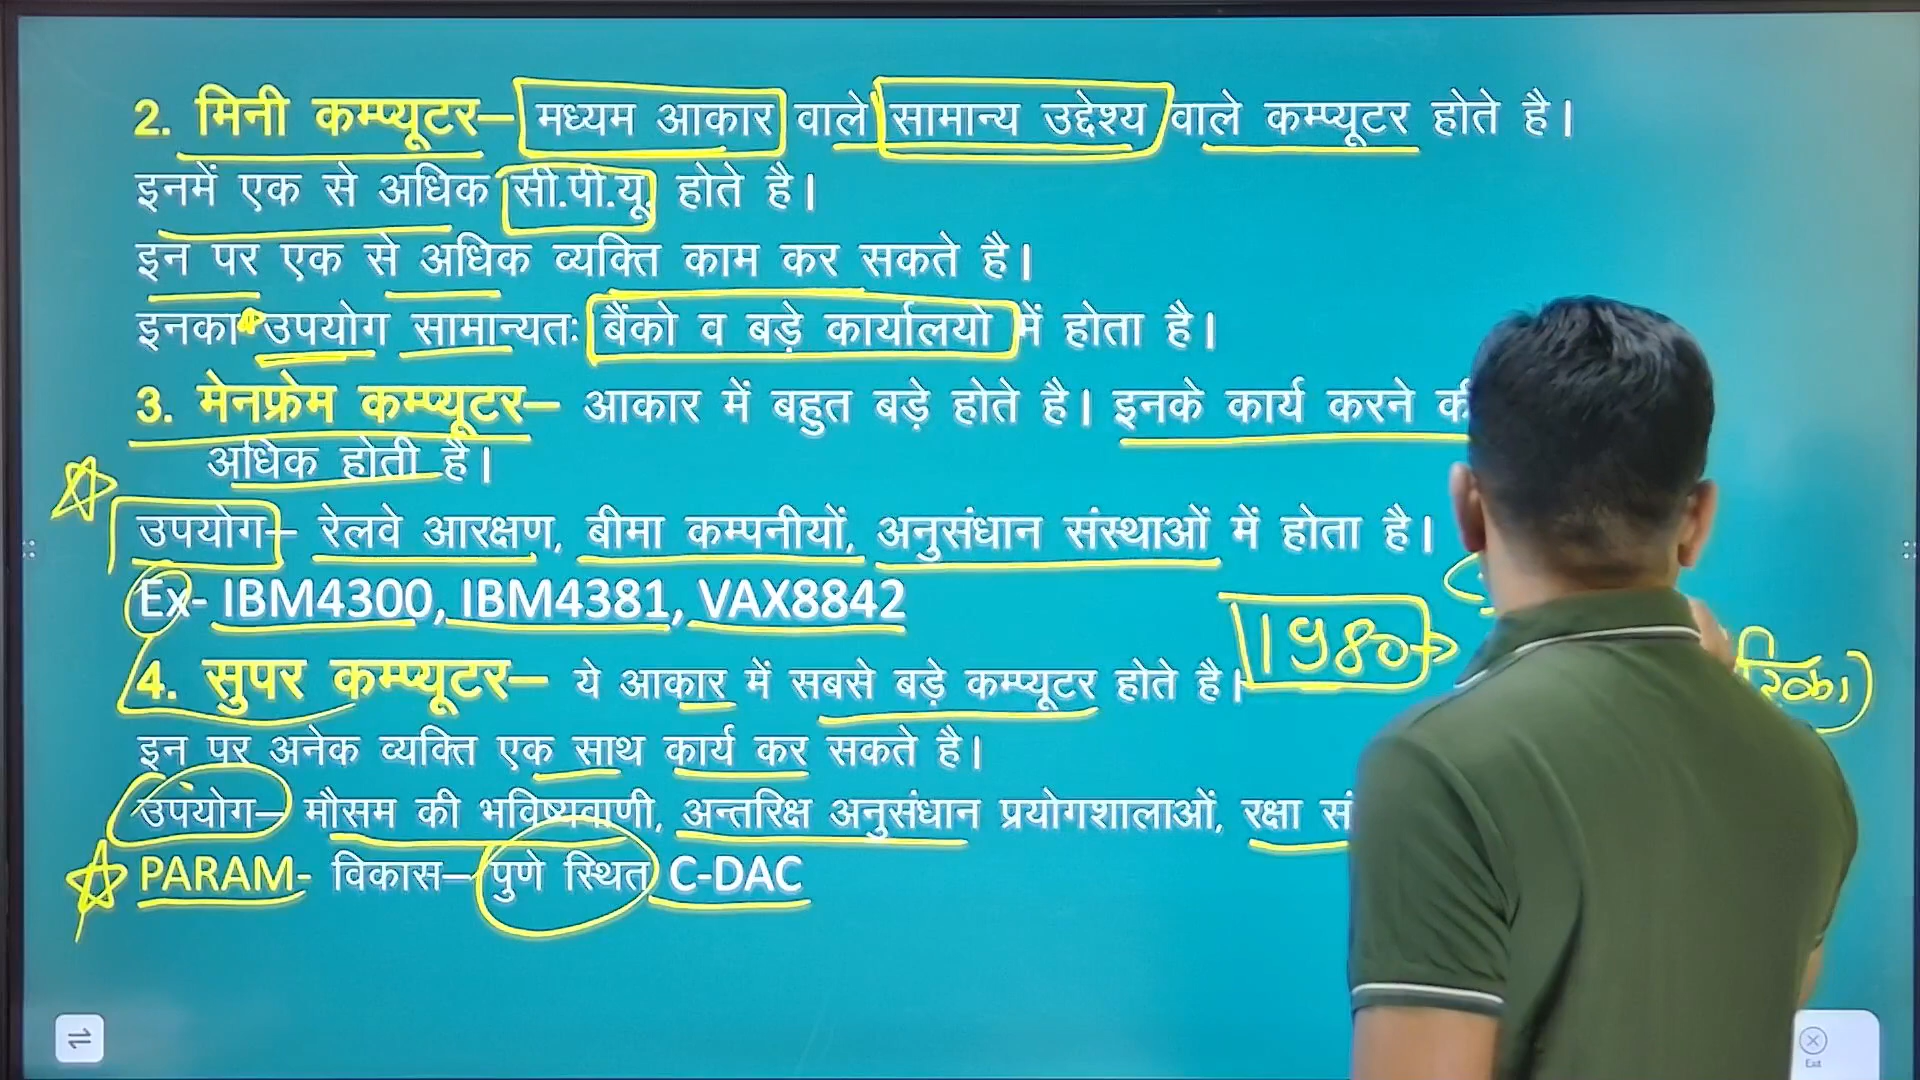 2. मिनी कम्प्यूटर– मध्यम आकार वाले सामान्य उद्देश्य वाले कम्प्यूटर होते है।
इनमें एक से अधिक सी.पी.यू. होते है।
इन पर एक से अधिक व्यक्ति काम कर सकते है।
इनका उपयोग सामान्यतः बैंको व बड़े कार्यालयो में होता है।
3. मेनफ्रेम कम्प्यूटर– आकार में बहुत बड़े होते है। इनके कार्य करने की
अधिक होती है।
उपयोग– रेलवे आरक्षण, बीमा कम्पनीयों, अनुसंधान संस्थाओं में होता है।
Ex- IBM4300, IBM4381, VAX8842
1980
4. सुपर कम्प्यूटर– ये आकार में सबसे बड़े कम्प्यूटर होते है।
इन पर अनेक व्यक्ति एक साथ कार्य कर सकते है।
उपयोग– मौसम की भविष्यवाणी, अन्तरिक्ष अनुसंधान प्रयोगशालाओं, रक्षा
PARAM- विकास– पुणे स्थित C-DAC
Exit